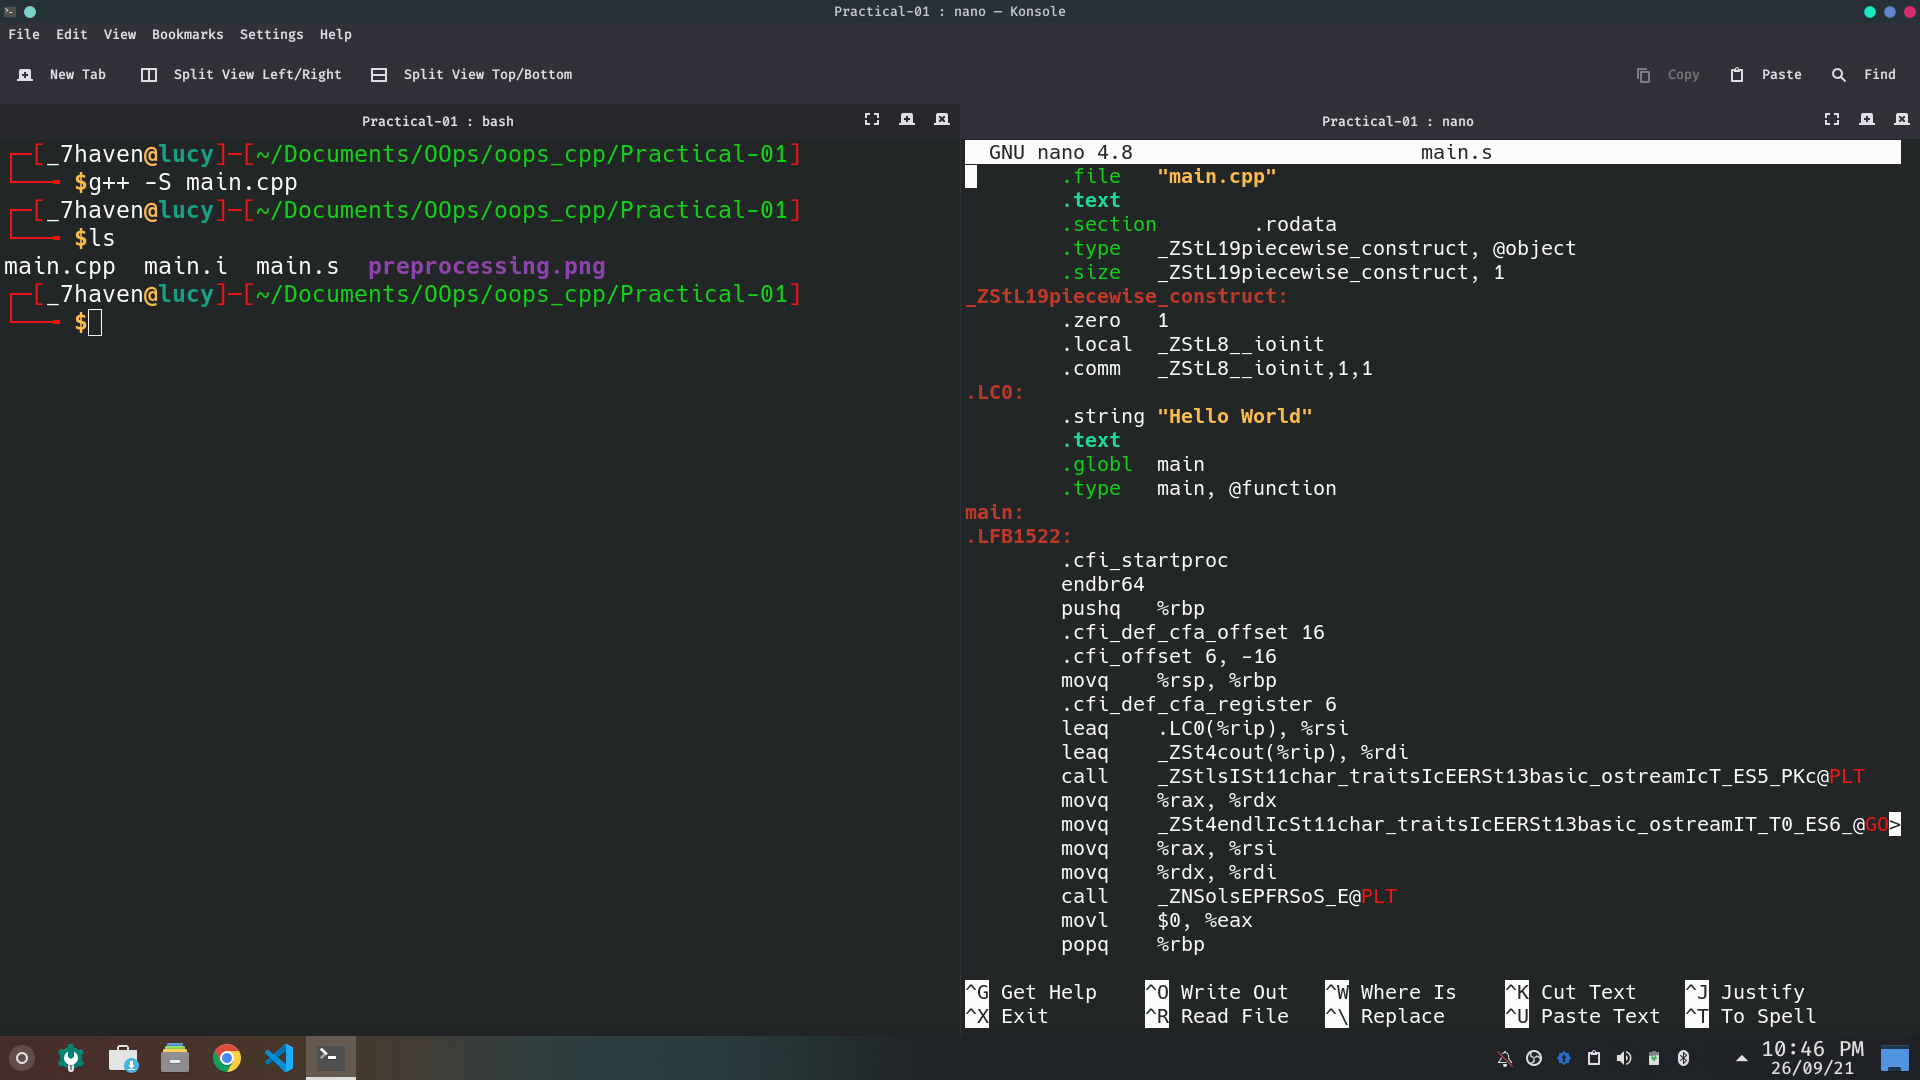 Practical-01 : nano — Konsole
File Edit View Bookmarks Settings Help
New Tab Split View Left/Right Split View Top/Bottom Copy Paste Find
Practical-01 : bash
[_7haven@lucy]─[~/Documents/OOps/oops_cpp/Practical-01]
$g++ -S main.cpp
[_7haven@lucy]─[~/Documents/OOps/oops_cpp/Practical-01]
$ls
main.cpp main.i main.s preprocessing.png
[_7haven@lucy]─[~/Documents/OOps/oops_cpp/Practical-01]
$
Practical-01 : nano
GNU nano 4.8 main.s
.file "main.cpp"
.text
.section .rodata
.type _ZStL19piecewise_construct, @object
.size _ZStL19piecewise_construct, 1
_ZStL19piecewise_construct:
.zero 1
.local _ZStL8__ioinit
.comm _ZStL8__ioinit,1,1
.LC0:
.string "Hello World"
.text
.globl main
.type main, @function
main:
.LFB1522:
.cfi_startproc
endbr64
pushq %rbp
.cfi_def_cfa_offset 16
.cfi_offset 6, -16
movq %rsp, %rbp
.cfi_def_cfa_register 6
leaq .LC0(%rip), %rsi
leaq _ZSt4cout(%rip), %rdi
call _ZStlsISt11char_traitsIcEERSt13basic_ostreamIcT_ES5_PKc@PLT
movq %rax, %rdx
movq _ZSt4endlIcSt11char_traitsIcEERSt13basic_ostreamIT_T0_ES6_@GO>
movq %rax, %rsi
movq %rdx, %rdi
call _ZNSolsEPFRSoS_E@PLT
movl $0, %eax
popq %rbp
^G Get Help ^O Write Out ^W Where Is ^K Cut Text ^J Justify
^X Exit ^R Read File ^\ Replace ^U Paste Text ^T To Spell
10:46 PM
26/09/21